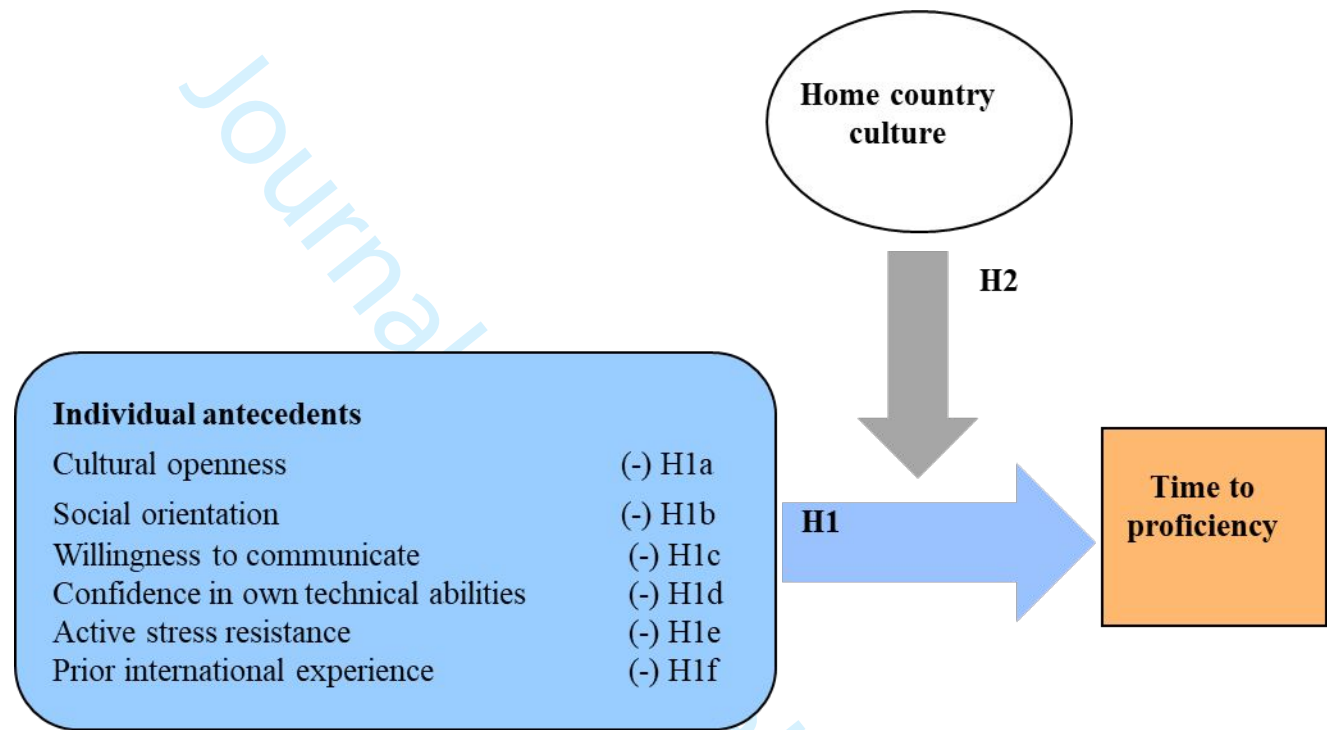 Journal
Home country
culture
H2
Individual antecedents
Cultural openness (-) H1a
Social orientation (-) H1b
Willingness to communicate (-) H1c
Confidence in own technical abilities (-) H1d
Active stress resistance (-) H1e
Prior international experience (-) H1f
H1
Time to
proficiency